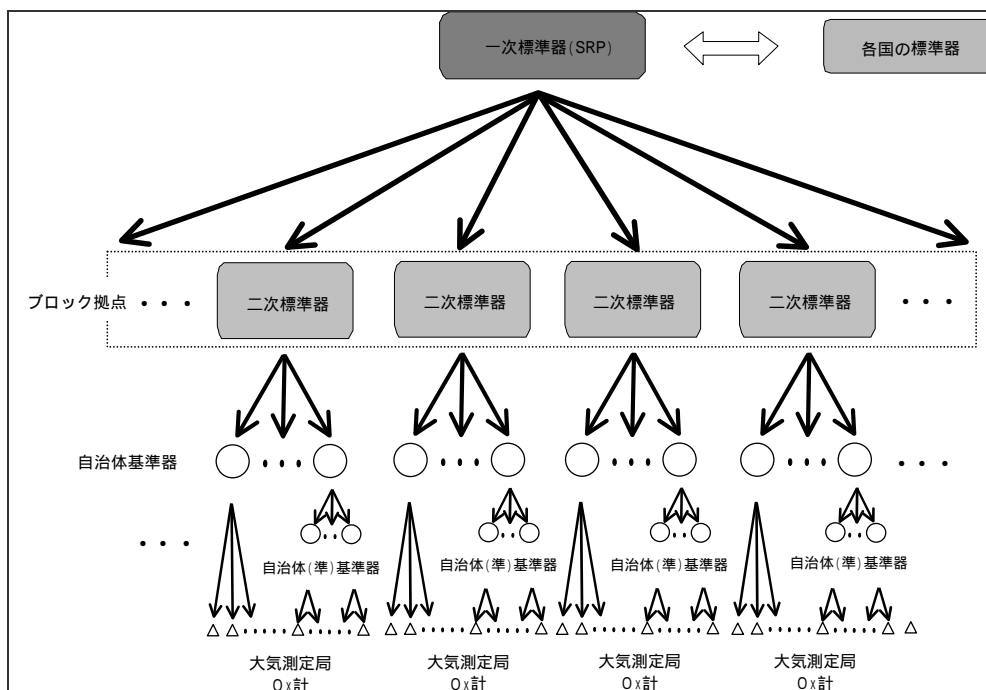 一次標準器(SRP)
各国の標準器
ブロック拠点 ・・・
二次標準器
二次標準器
二次標準器
二次標準器
・・・
自治体基準器
・・・
・・・
・・・
・・・
・・・
・・・
自治体(準)基準器
自治体(準)基準器
自治体(準)基準器
自治体(準)基準器
大気測定局
Ox計
大気測定局
Ox計
大気測定局
Ox計
大気測定局
Ox計